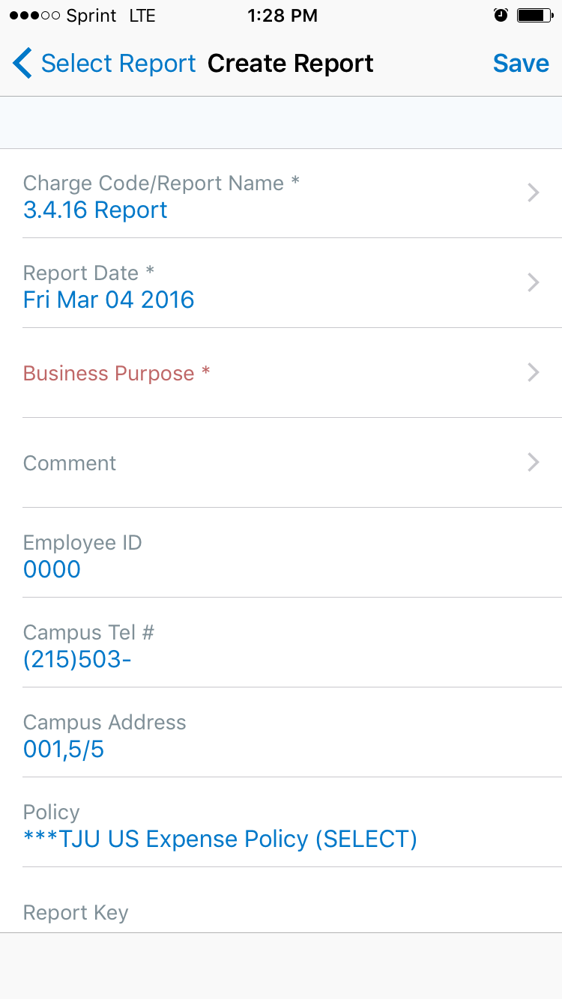 Sprint LTE 1:28 PM
Select Report Create Report Save
Charge Code/Report Name *
3.4.16 Report
Report Date *
Fri Mar 04 2016
Business Purpose *
Comment
Employee ID
0000
Campus Tel #
(215)503-
Campus Address
001,5/5
Policy
***TJU US Expense Policy (SELECT)
Report Key